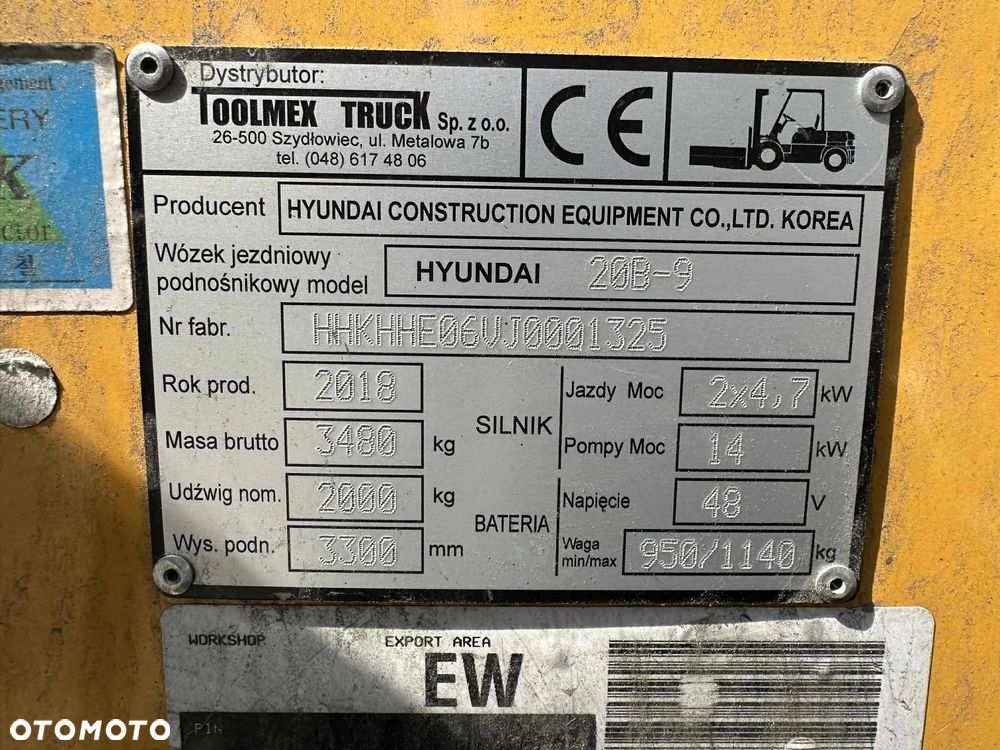 Dystrybutor:
TOOLMEX TRUCK Sp. z o.o.
26-500 Szydłowiec, ul. Metalowa 7b
tel. (048) 617 48 06
CE
Producent HYUNDAI CONSTRUCTION EQUIPMENT CO.,LTD. KOREA
Wózek jezdniowy
podnośnikowy model HYUNDAI 20B-9
Nr fabr. HHKHHE06VJ0001325
Rok prod. 2018
Masa brutto 3480 kg
Udźwig nom. 2000 kg
Wys. podn. 3300 mm
SILNIK
Jazdy Moc 2x4,7 kW
Pompy Moc 14 kW
BATERIA
Napięcie 48 V
Waga
min/max 950/1140 kg
ERY
K
ctor
WORKSHOP EXPORT AREA
EW
PIN
OTOMOTO